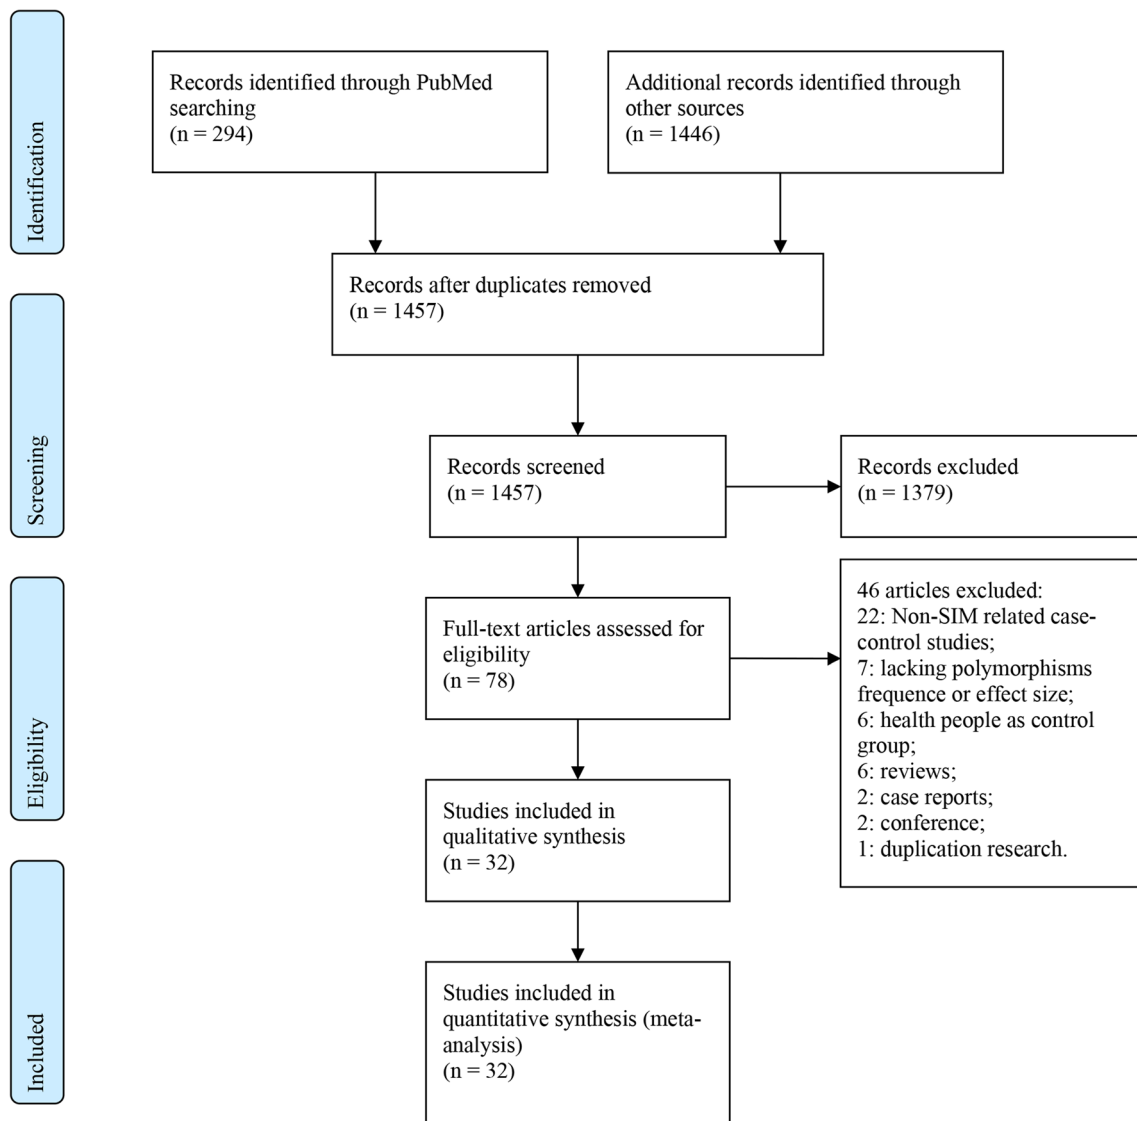 Identification
Records identified through PubMed
searching
(n = 294)
Additional records identified through
other sources
(n = 1446)
Records after duplicates removed
(n = 1457)
Screening
Records screened
(n = 1457)
Records excluded
(n = 1379)
Eligibility
Full-text articles assessed for
eligibility
(n = 78)
46 articles excluded:
22: Non-SIM related case-
control studies;
7: lacking polymorphisms
frequence or effect size;
6: health people as control
group;
6: reviews;
2: case reports;
2: conference;
1: duplication research.
Studies included in
qualitative synthesis
(n = 32)
Included
Studies included in
quantitative synthesis (meta-
analysis)
(n = 32)